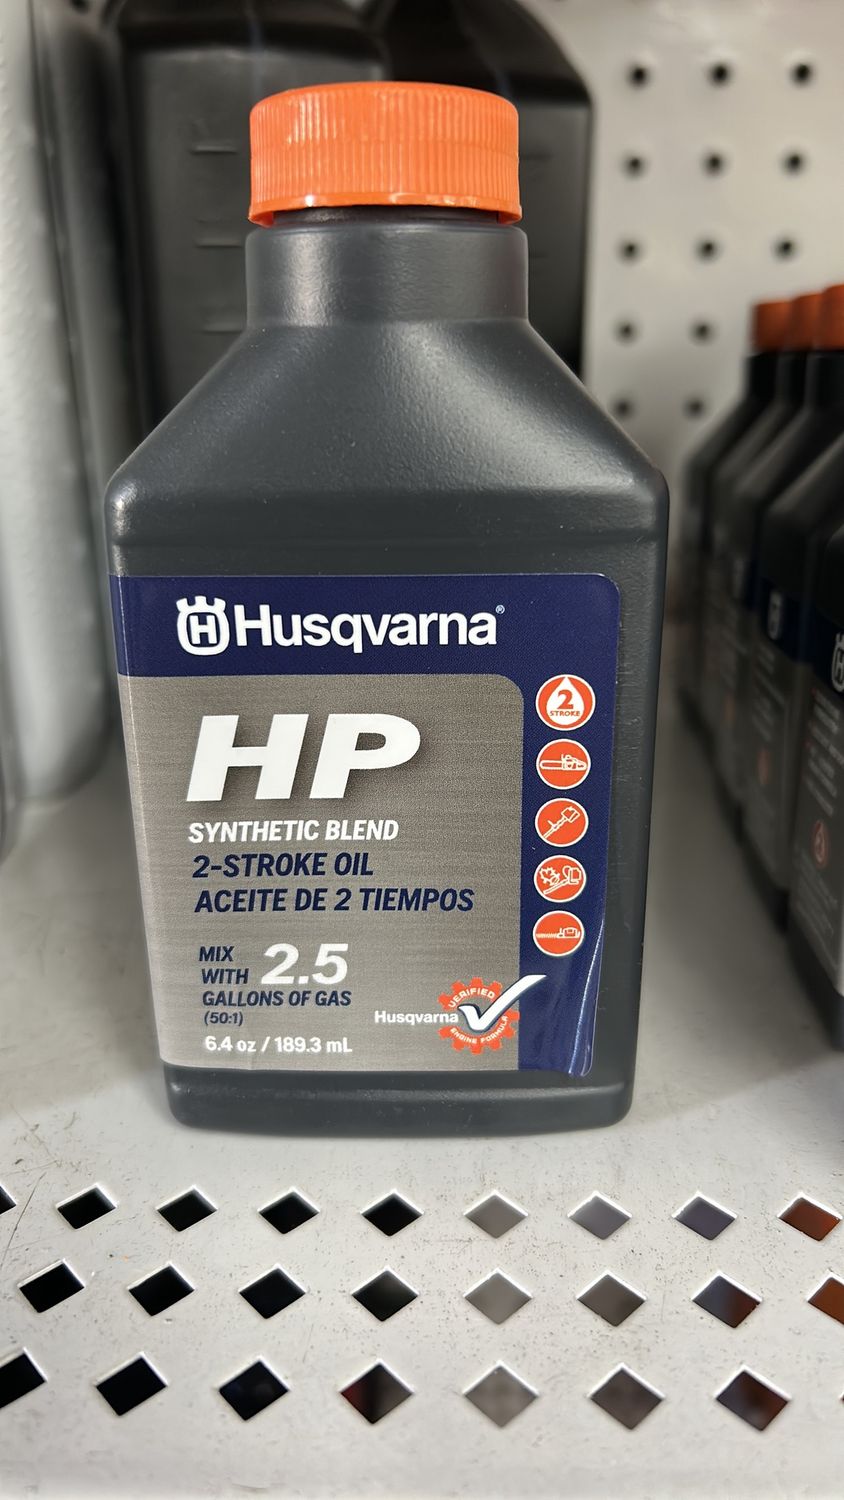 Husqvarna®
HP
SYNTHETIC BLEND
2-STROKE OIL
ACEITE DE 2 TIEMPOS
MIX
WITH 2.5
GALLONS OF GAS
(50:1)
6.4 oz / 189.3 mL
2
STROKE
VERIFIED
Husqvarna
ENGINE FORMULA